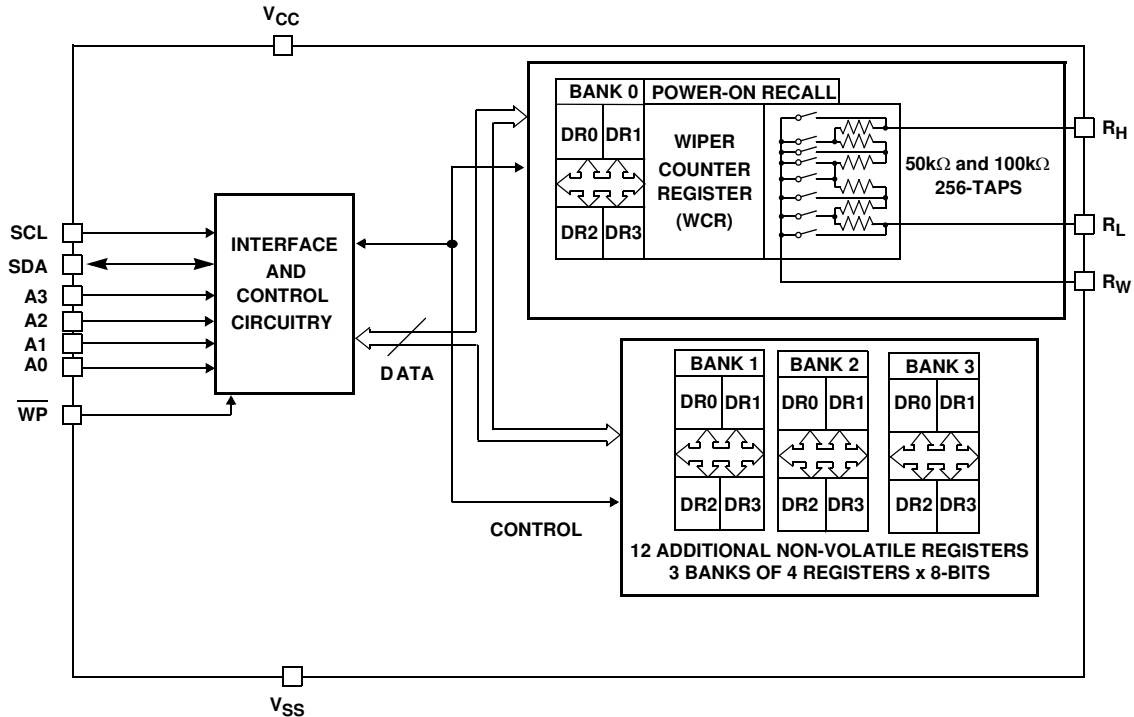 VCC
BANK 0
POWER-ON RECALL
DR0 DR1
DR2 DR3
WIPER
COUNTER
REGISTER
(WCR)
50kΩ and 100kΩ
256-TAPS
RH
RL
RW
SCL
SDA
A3
A2
A1
A0
WP
INTERFACE
AND
CONTROL
CIRCUITRY
DATA
CONTROL
BANK 1
DR0 DR1
DR2 DR3
BANK 2
DR0 DR1
DR2 DR3
BANK 3
DR0 DR1
DR2 DR3
12 ADDITIONAL NON-VOLATILE REGISTERS
3 BANKS OF 4 REGISTERS x 8-BITS
VSS